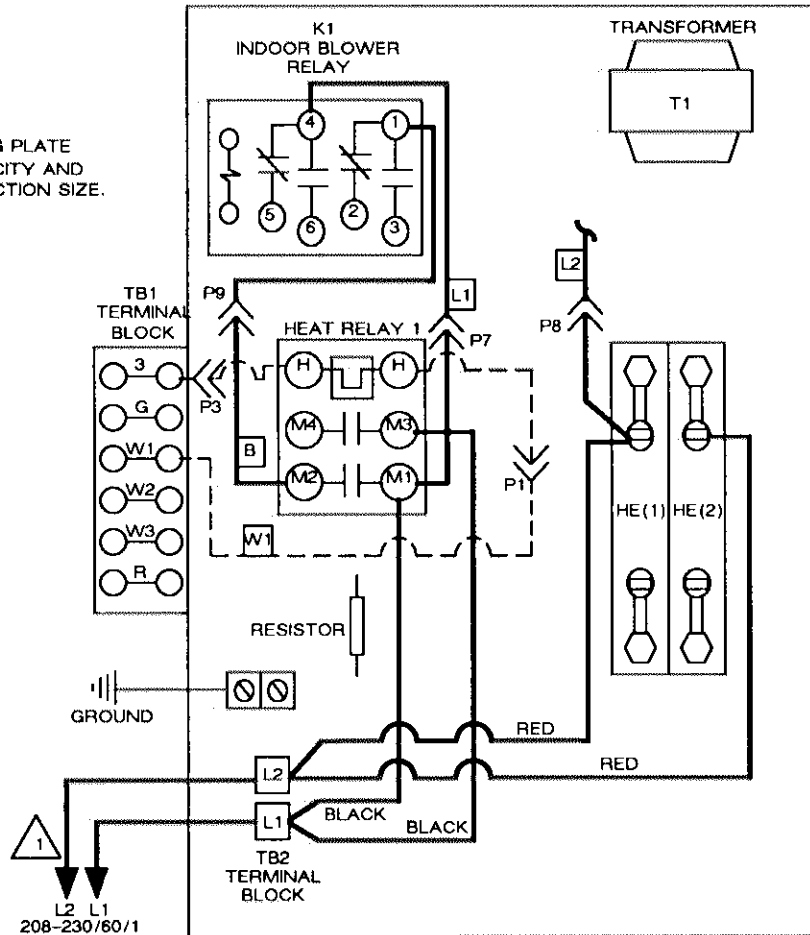 K1
INDOOR BLOWER
RELAY
TRANSFORMER
T1
PLATE
CITY AND
CTION SIZE.
4
1
5
6
2
3
L2
L1
P9
P7
P8
TB1
TERMINAL
BLOCK
HEAT RELAY 1
3
G
W1
W2
W3
R
P3
H
H
M4
M3
M2
M1
B
P1
W1
HE(1)
HE(2)
RESISTOR
GROUND
RED
RED
L2
L1
BLACK
BLACK
TB2
TERMINAL
BLOCK
1
L2 L1
208-230/60/1